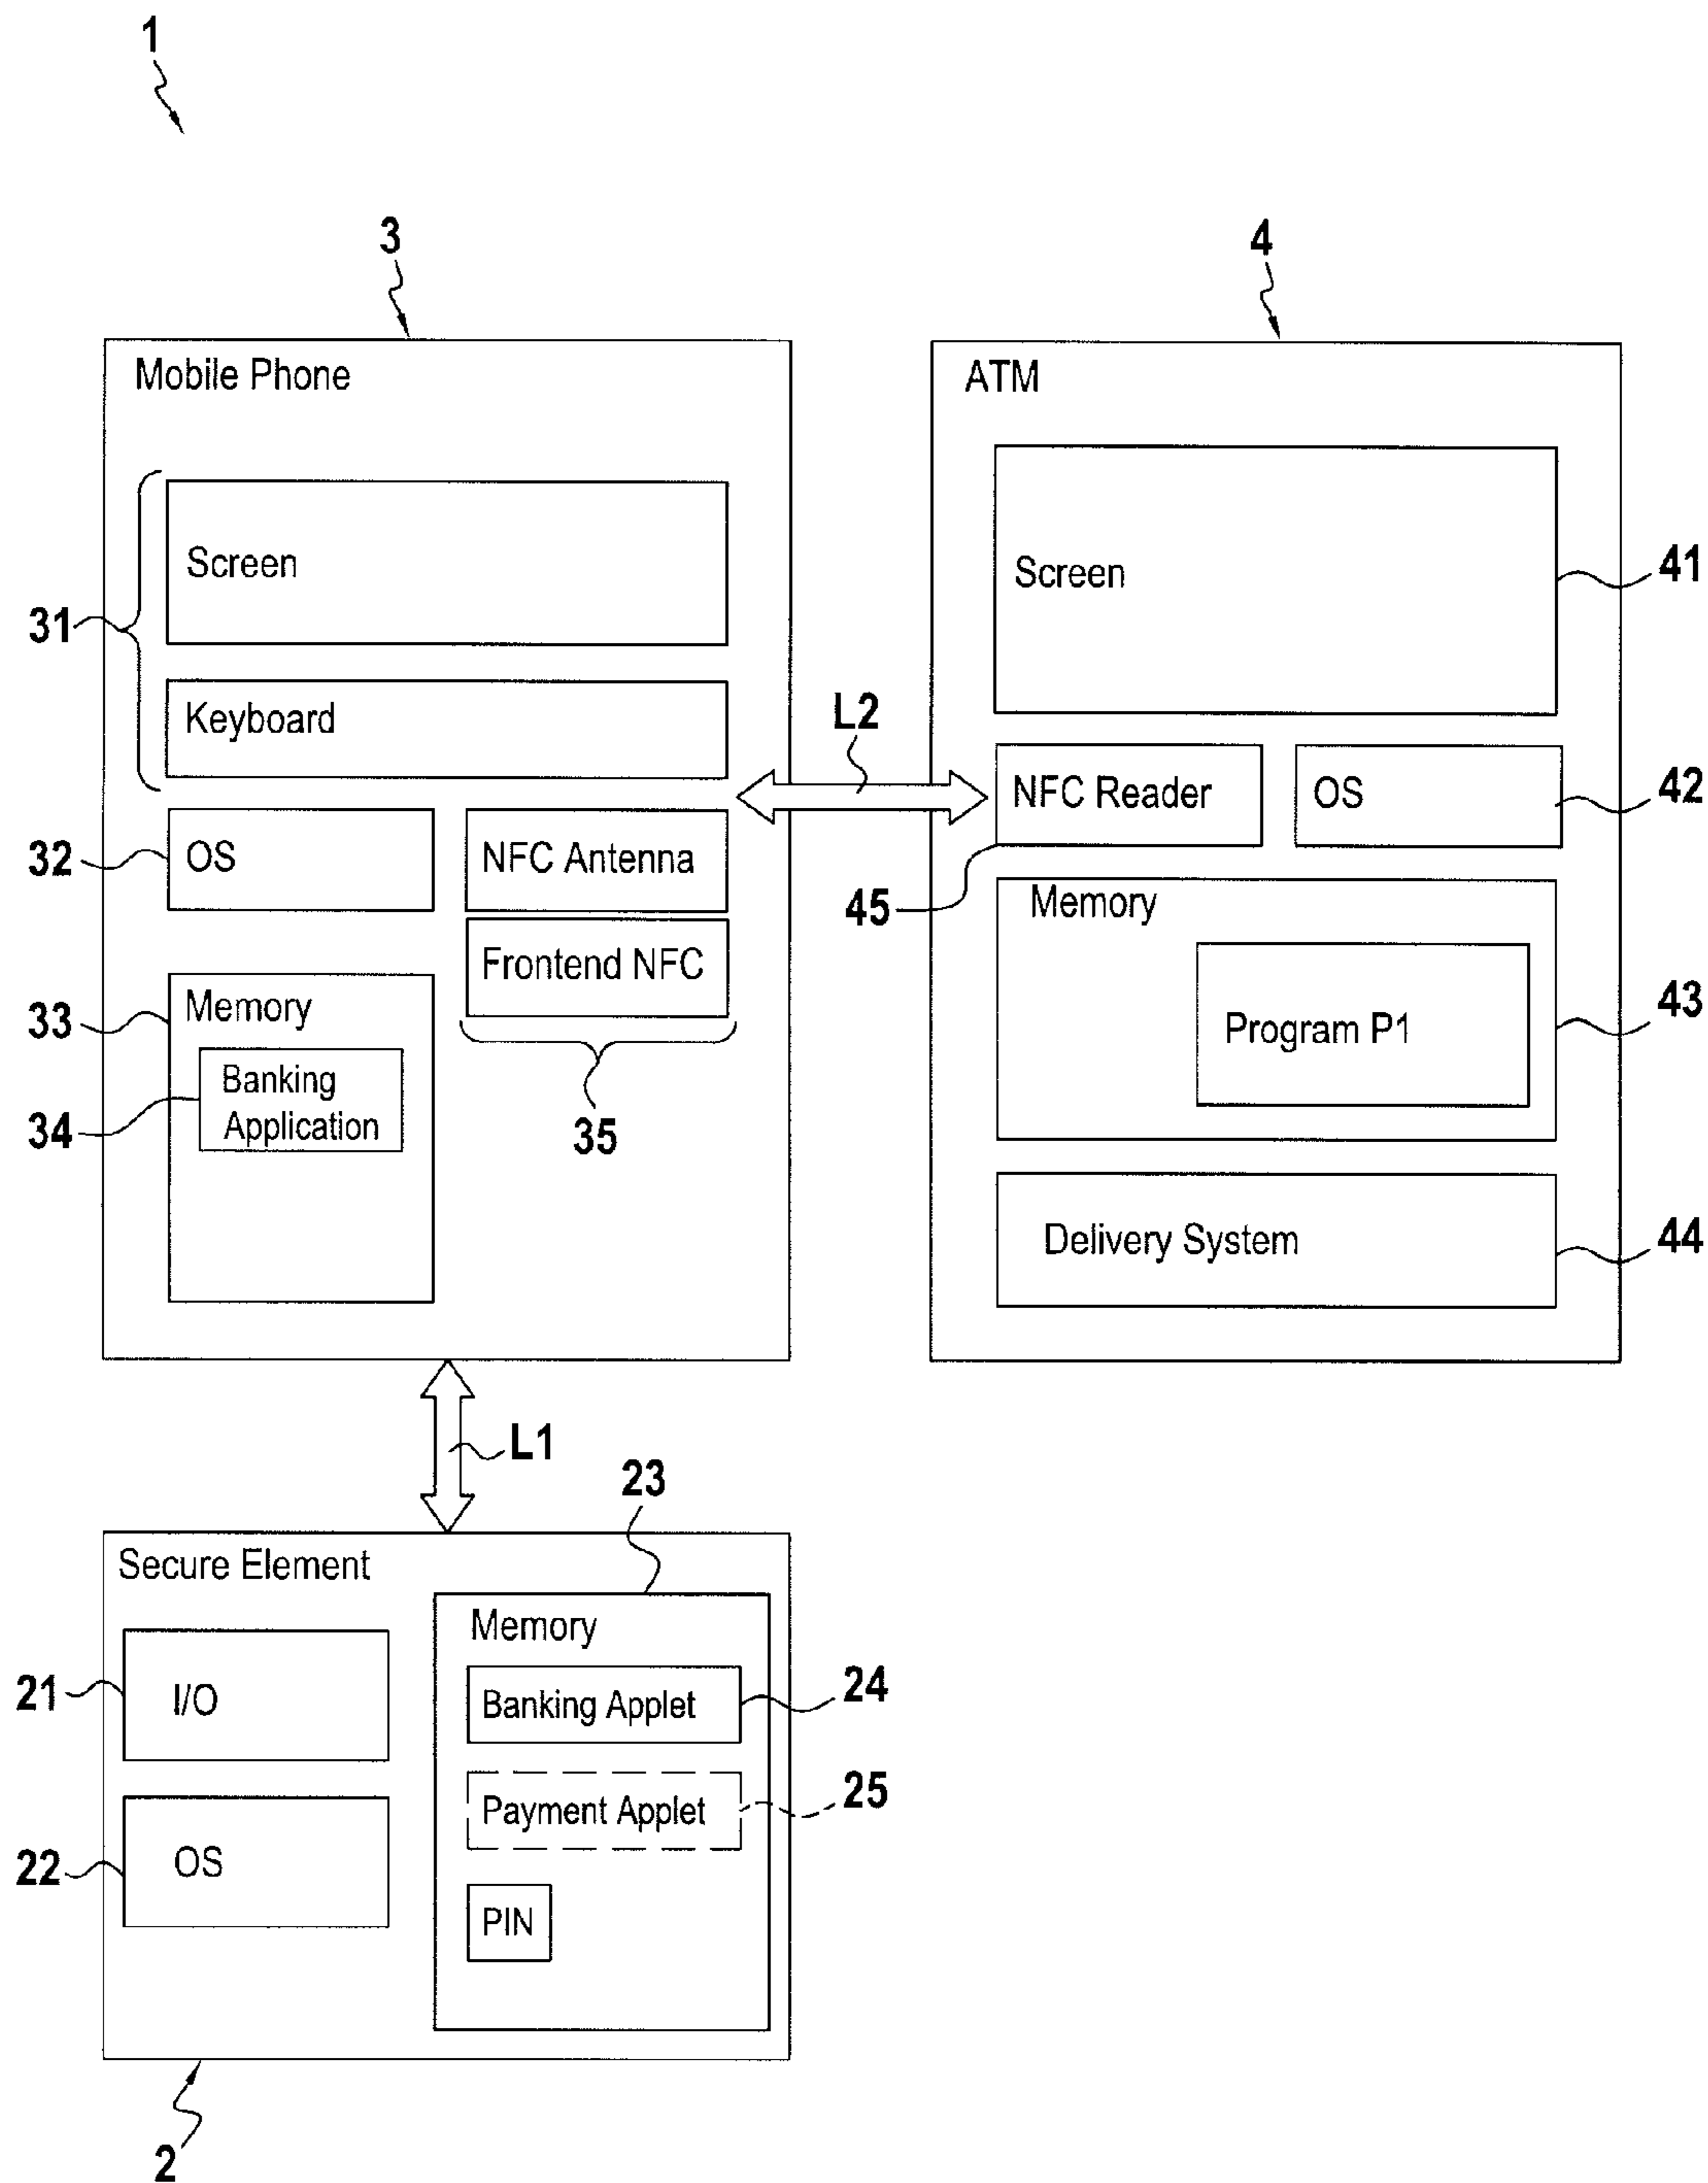 1
3
4
Mobile Phone
ATM
Screen
Screen
41
31
Keyboard
L2
NFC Reader
OS
42
32
OS
NFC Antenna
45
Memory
Frontend NFC
33
Memory
Program P1
43
Banking
Application
34
35
Delivery System
44
L1
23
Secure Element
Memory
21
I/O
Banking Applet
24
Payment Applet
25
22
OS
PIN
2